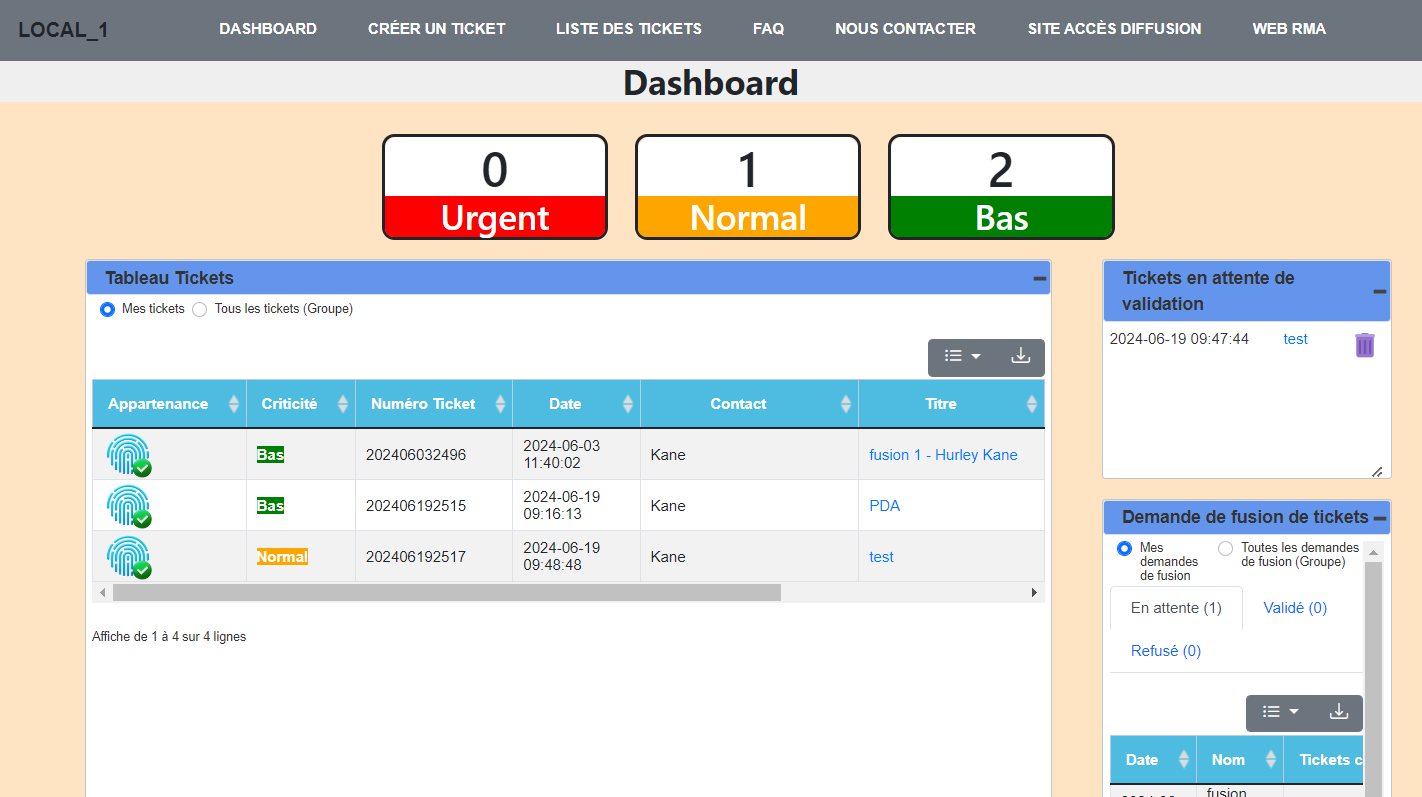 LOCAL_1 DASHBOARD CRÉER UN TICKET LISTE DES TICKETS FAQ NOUS CONTACTER SITE ACCÈS DIFFUSION WEB RMA
Dashboard
0 1 2
Urgent Normal Bas
Tableau Tickets
Mes tickets Tous les tickets (Groupe)
Appartenance Criticité Numéro Ticket Date Contact Titre
Bas 202406032496 2024-06-03 11:40:02 Kane fusion 1 - Hurley Kane
Bas 202406192515 2024-06-19 09:16:13 Kane PDA
Normal 202406192517 2024-06-19 09:48:48 Kane test
Affiche de 1 à 4 sur 4 lignes
Tickets en attente de
validation
2024-06-19 09:47:44 test
Demande de fusion de tickets
Mes demandes de fusion Toutes les demandes de fusion (Groupe)
En attente (1) Validé (0)
Refusé (0)
Date Nom Tickets c
fusion